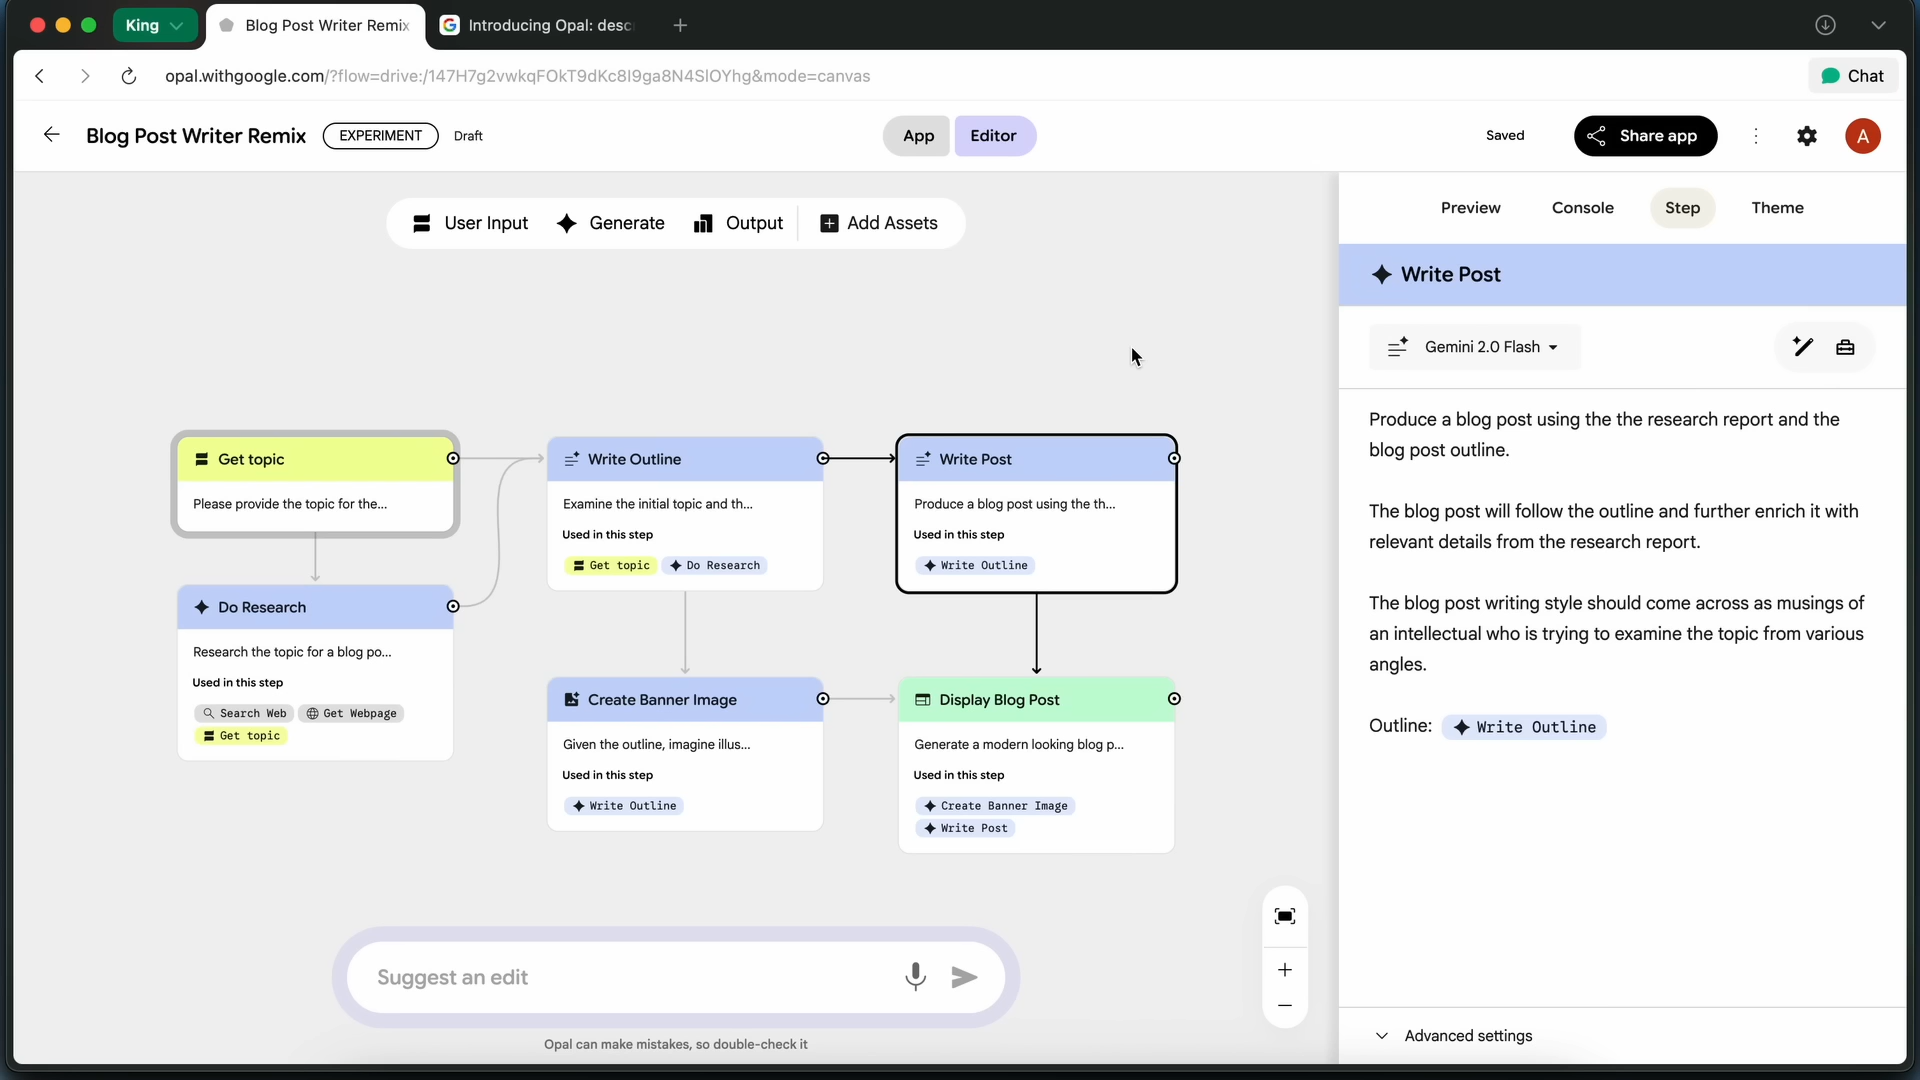 King
Blog Post Writer Remix
Introducing Opal: desc
opal.withgoogle.com/?flow=drive:/147H7g2vwkqFOkT9dKc8I9ga8N4SlOYhg&mode=canvas
Chat
Blog Post Writer Remix
EXPERIMENT
Draft
App
Editor
Saved
Share app
A
User Input
Generate
Output
Add Assets
Get topic
Please provide the topic for the...
Do Research
Research the topic for a blog po...
Used in this step
Search Web
Get Webpage
Get topic
Write Outline
Examine the initial topic and th...
Used in this step
Get topic
Do Research
Create Banner Image
Given the outline, imagine illus...
Used in this step
Write Outline
Write Post
Produce a blog post using the th...
Used in this step
Write Outline
Display Blog Post
Generate a modern looking blog p...
Used in this step
Create Banner Image
Write Post
Suggest an edit
Opal can make mistakes, so double-check it
Preview
Console
Step
Theme
Write Post
Gemini 2.0 Flash
Produce a blog post using the the research report and the
blog post outline.
The blog post will follow the outline and further enrich it with
relevant details from the research report.
The blog post writing style should come across as musings of
an intellectual who is trying to examine the topic from various
angles.
Outline: Write Outline
Advanced settings